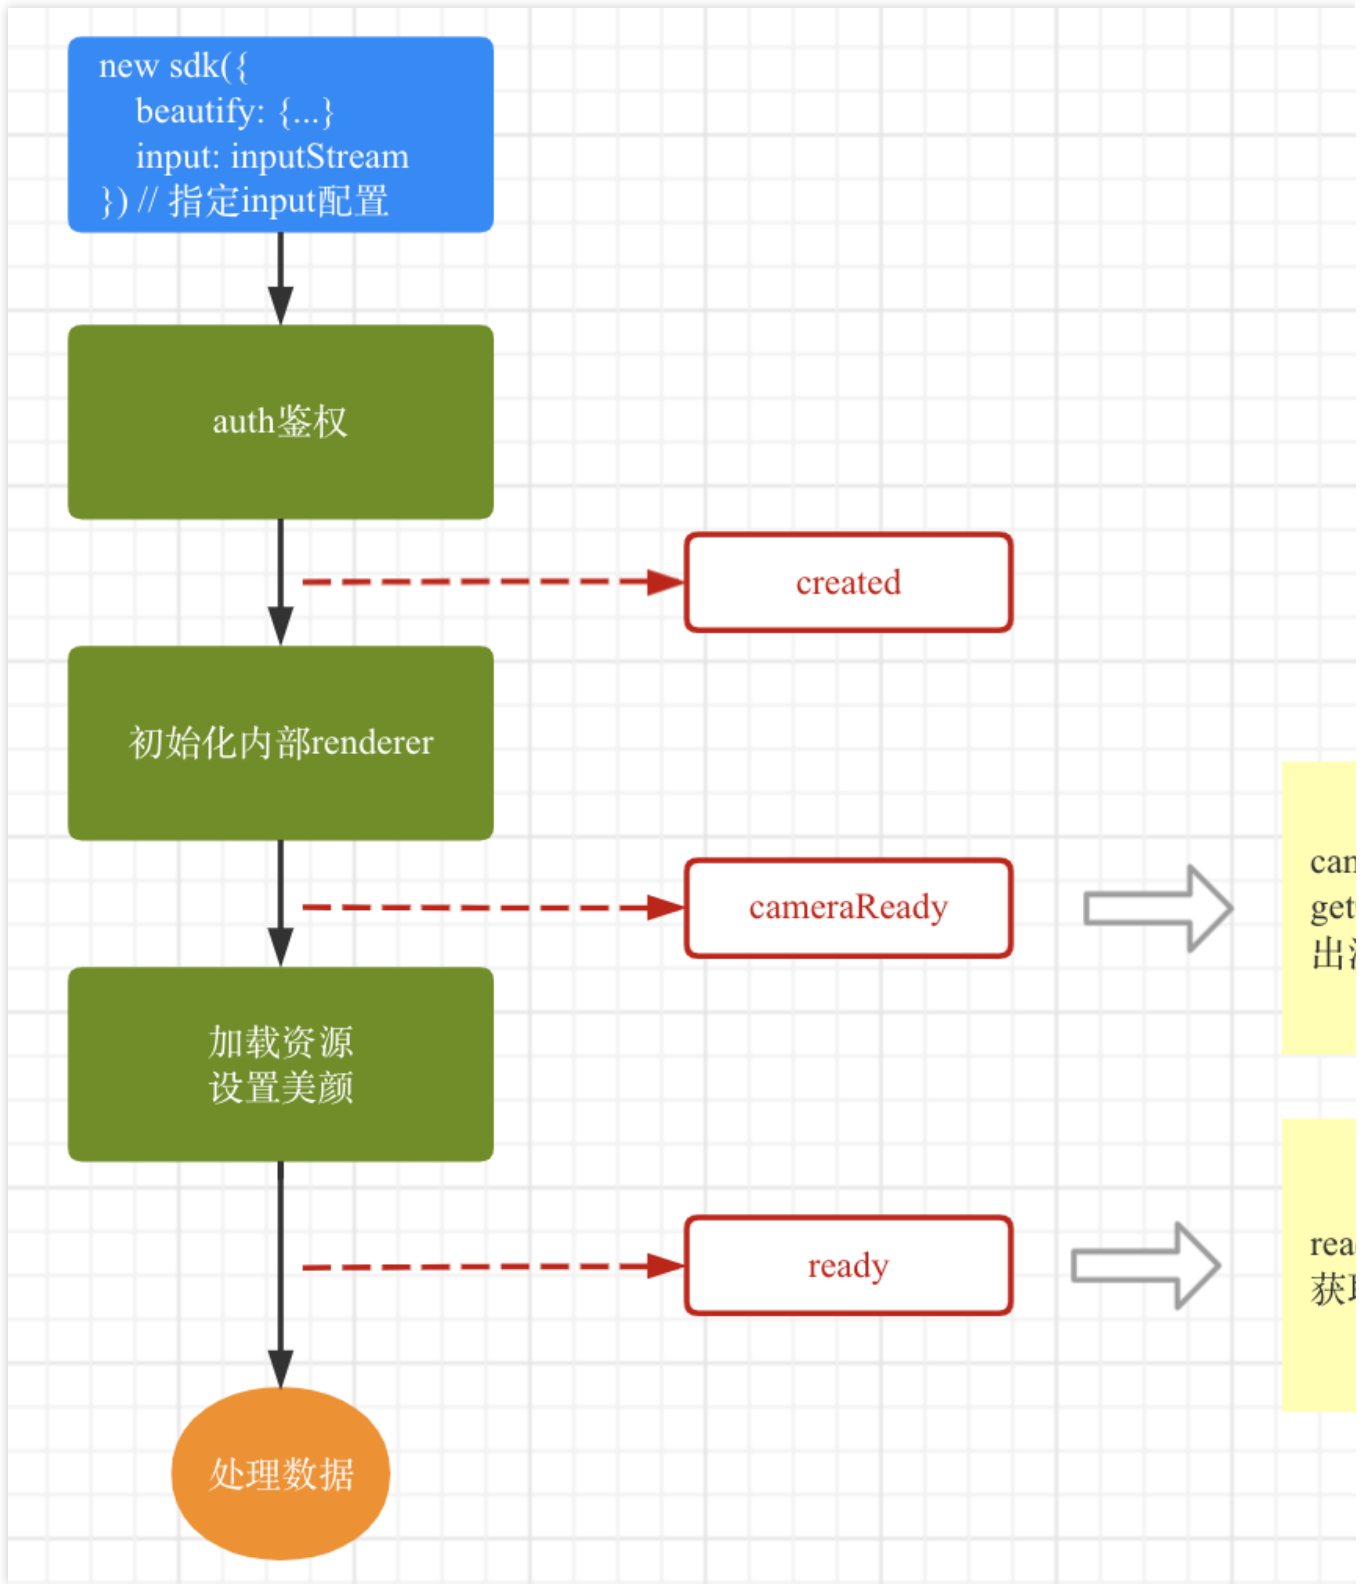 new sdk({
beautify: {...}
input: inputStream
}) // 指定input配置
auth鉴权
created
初始化内部renderer
cameraReady
加载资源
设置美颜
ready
处理数据